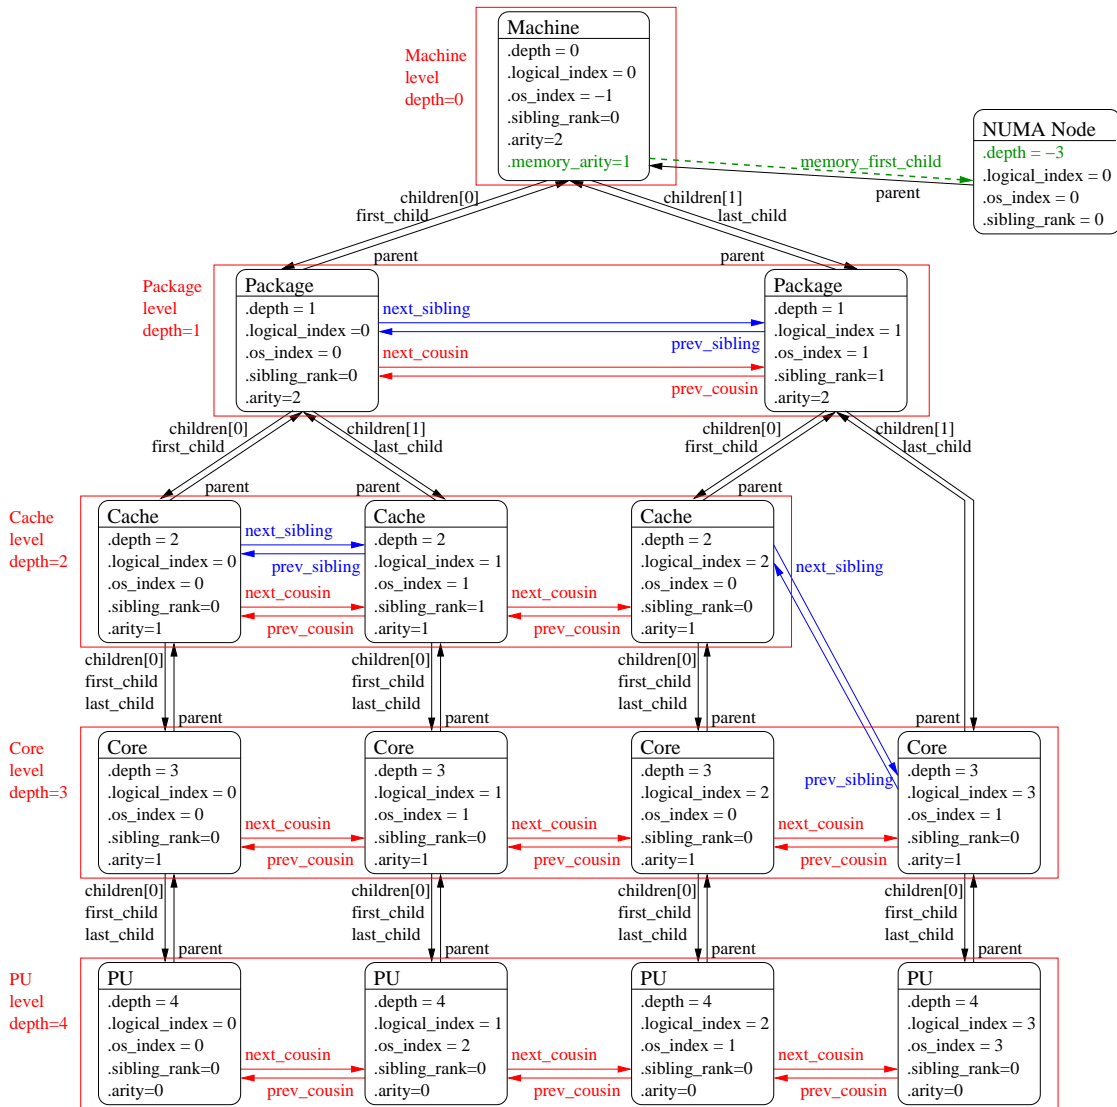 Machine
.depth = 0
.logical_index = 0
.os_index = −1
.sibling_rank=0
.arity=2
.memory_arity=1
Machine
level
depth=0
NUMA Node
.depth = −3
.logical_index = 0
.os_index = 0
.sibling_rank = 0
memory_first_child
parent
children[0]
first_child
children[1]
last_child
parent
parent
Package
level
depth=1
Package
.depth = 1
.logical_index =0
.os_index = 0
.sibling_rank=0
.arity=2
next_sibling
prev_sibling
next_cousin
prev_cousin
Package
.depth = 1
.logical_index = 1
.os_index = 1
.sibling_rank=1
.arity=2
children[0]
first_child
children[1]
last_child
children[0]
first_child
children[1]
last_child
parent
parent
parent
Cache
level
depth=2
Cache
.depth = 2
.logical_index = 0
.os_index = 0
.sibling_rank=0
.arity=1
next_sibling
prev_sibling
next_cousin
prev_cousin
Cache
.depth = 2
.logical_index = 1
.os_index = 1
.sibling_rank=1
.arity=1
next_cousin
prev_cousin
Cache
.depth = 2
.logical_index = 2
.os_index = 0
.sibling_rank=0
.arity=1
next_sibling
prev_sibling
children[0]
first_child
last_child
parent
children[0]
first_child
last_child
parent
children[0]
first_child
last_child
parent
parent
Core
level
depth=3
Core
.depth = 3
.logical_index = 0
.os_index = 0
.sibling_rank=0
.arity=1
next_cousin
prev_cousin
Core
.depth = 3
.logical_index = 1
.os_index = 1
.sibling_rank=0
.arity=1
next_cousin
prev_cousin
Core
.depth = 3
.logical_index = 2
.os_index = 0
.sibling_rank=0
.arity=1
next_cousin
prev_cousin
Core
.depth = 3
.logical_index = 3
.os_index = 1
.sibling_rank=0
.arity=1
children[0]
first_child
last_child
parent
children[0]
first_child
last_child
parent
children[0]
first_child
last_child
parent
children[0]
first_child
last_child
parent
PU
level
depth=4
PU
.depth = 4
.logical_index = 0
.os_index = 0
.sibling_rank=0
.arity=0
next_cousin
prev_cousin
PU
.depth = 4
.logical_index = 1
.os_index = 2
.sibling_rank=0
.arity=0
next_cousin
prev_cousin
PU
.depth = 4
.logical_index = 2
.os_index = 1
.sibling_rank=0
.arity=0
next_cousin
prev_cousin
PU
.depth = 4
.logical_index = 3
.os_index = 3
.sibling_rank=0
.arity=0